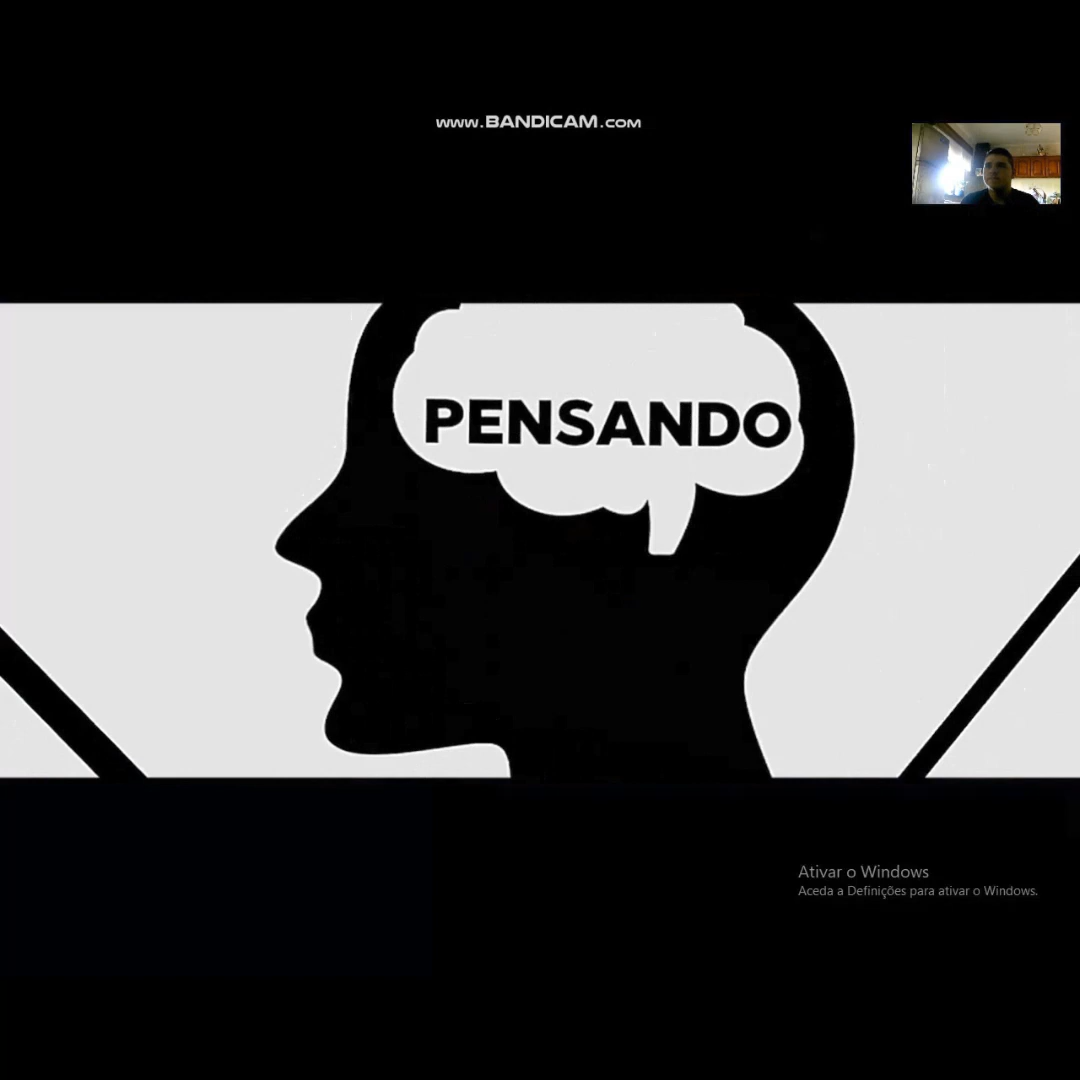 www.BANDICAM.com
PENSANDO
Ativar o Windows
Aceda a Definições para ativar o Windows.